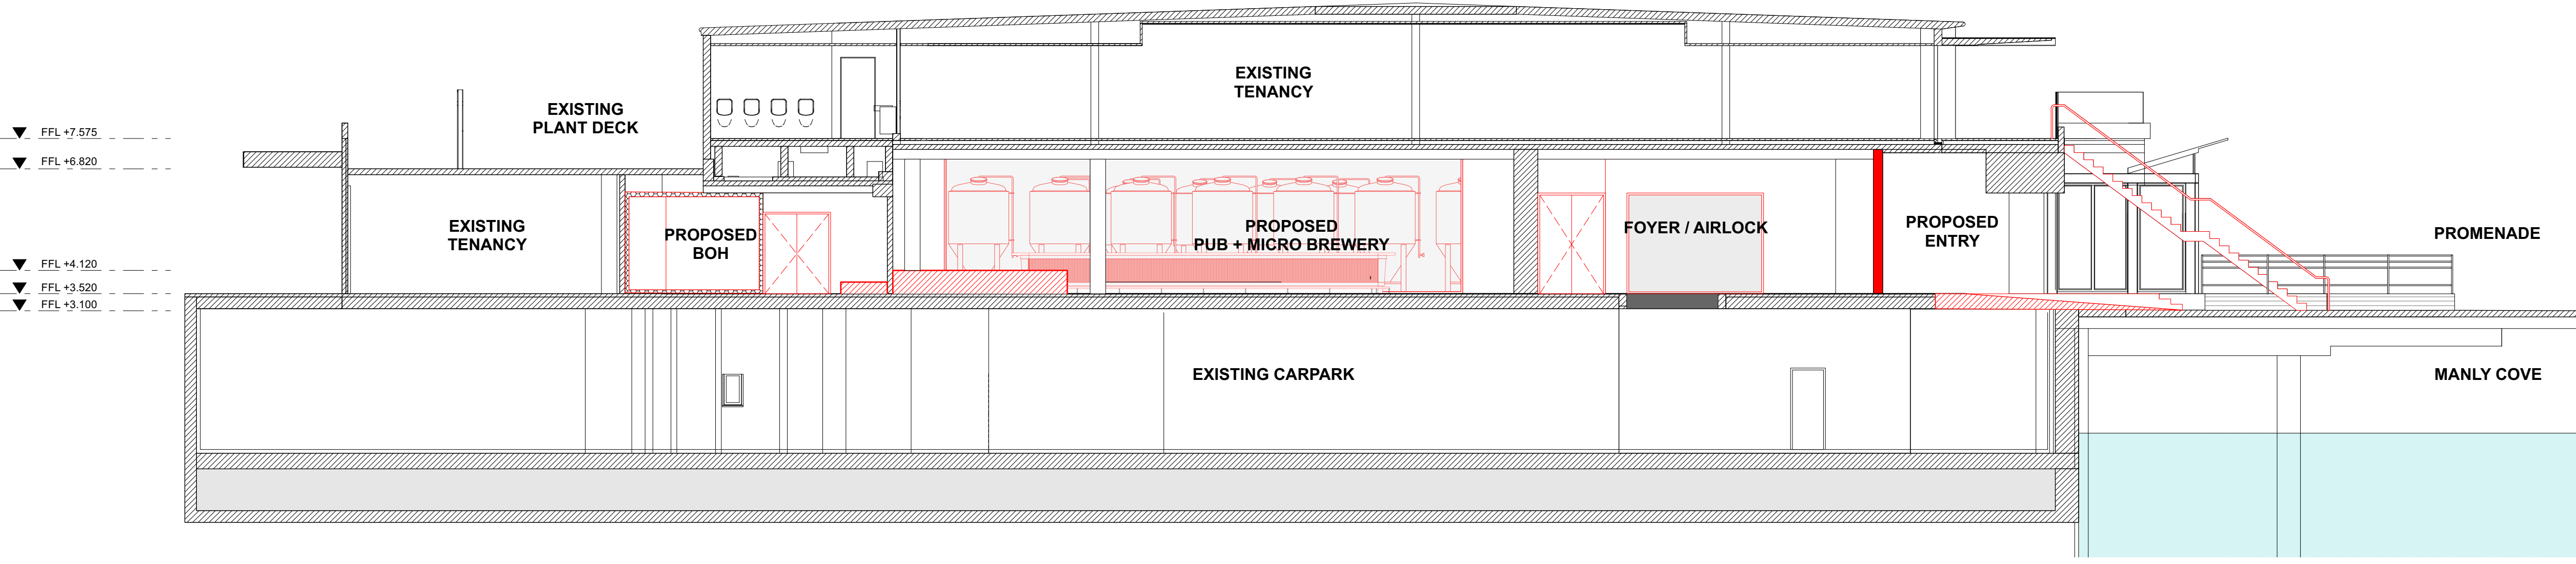 EXISTING
TENANCY
EXISTING
PLANT DECK
FFL +7.575
FFL +6.820
EXISTING
TENANCY
PROPOSED
BOH
PROPOSED
PUB + MICRO BREWERY
FOYER / AIRLOCK
PROPOSED
ENTRY
PROMENADE
FFL +4.120
FFL +3.520
FFL +3.100
EXISTING CARPARK
MANLY COVE